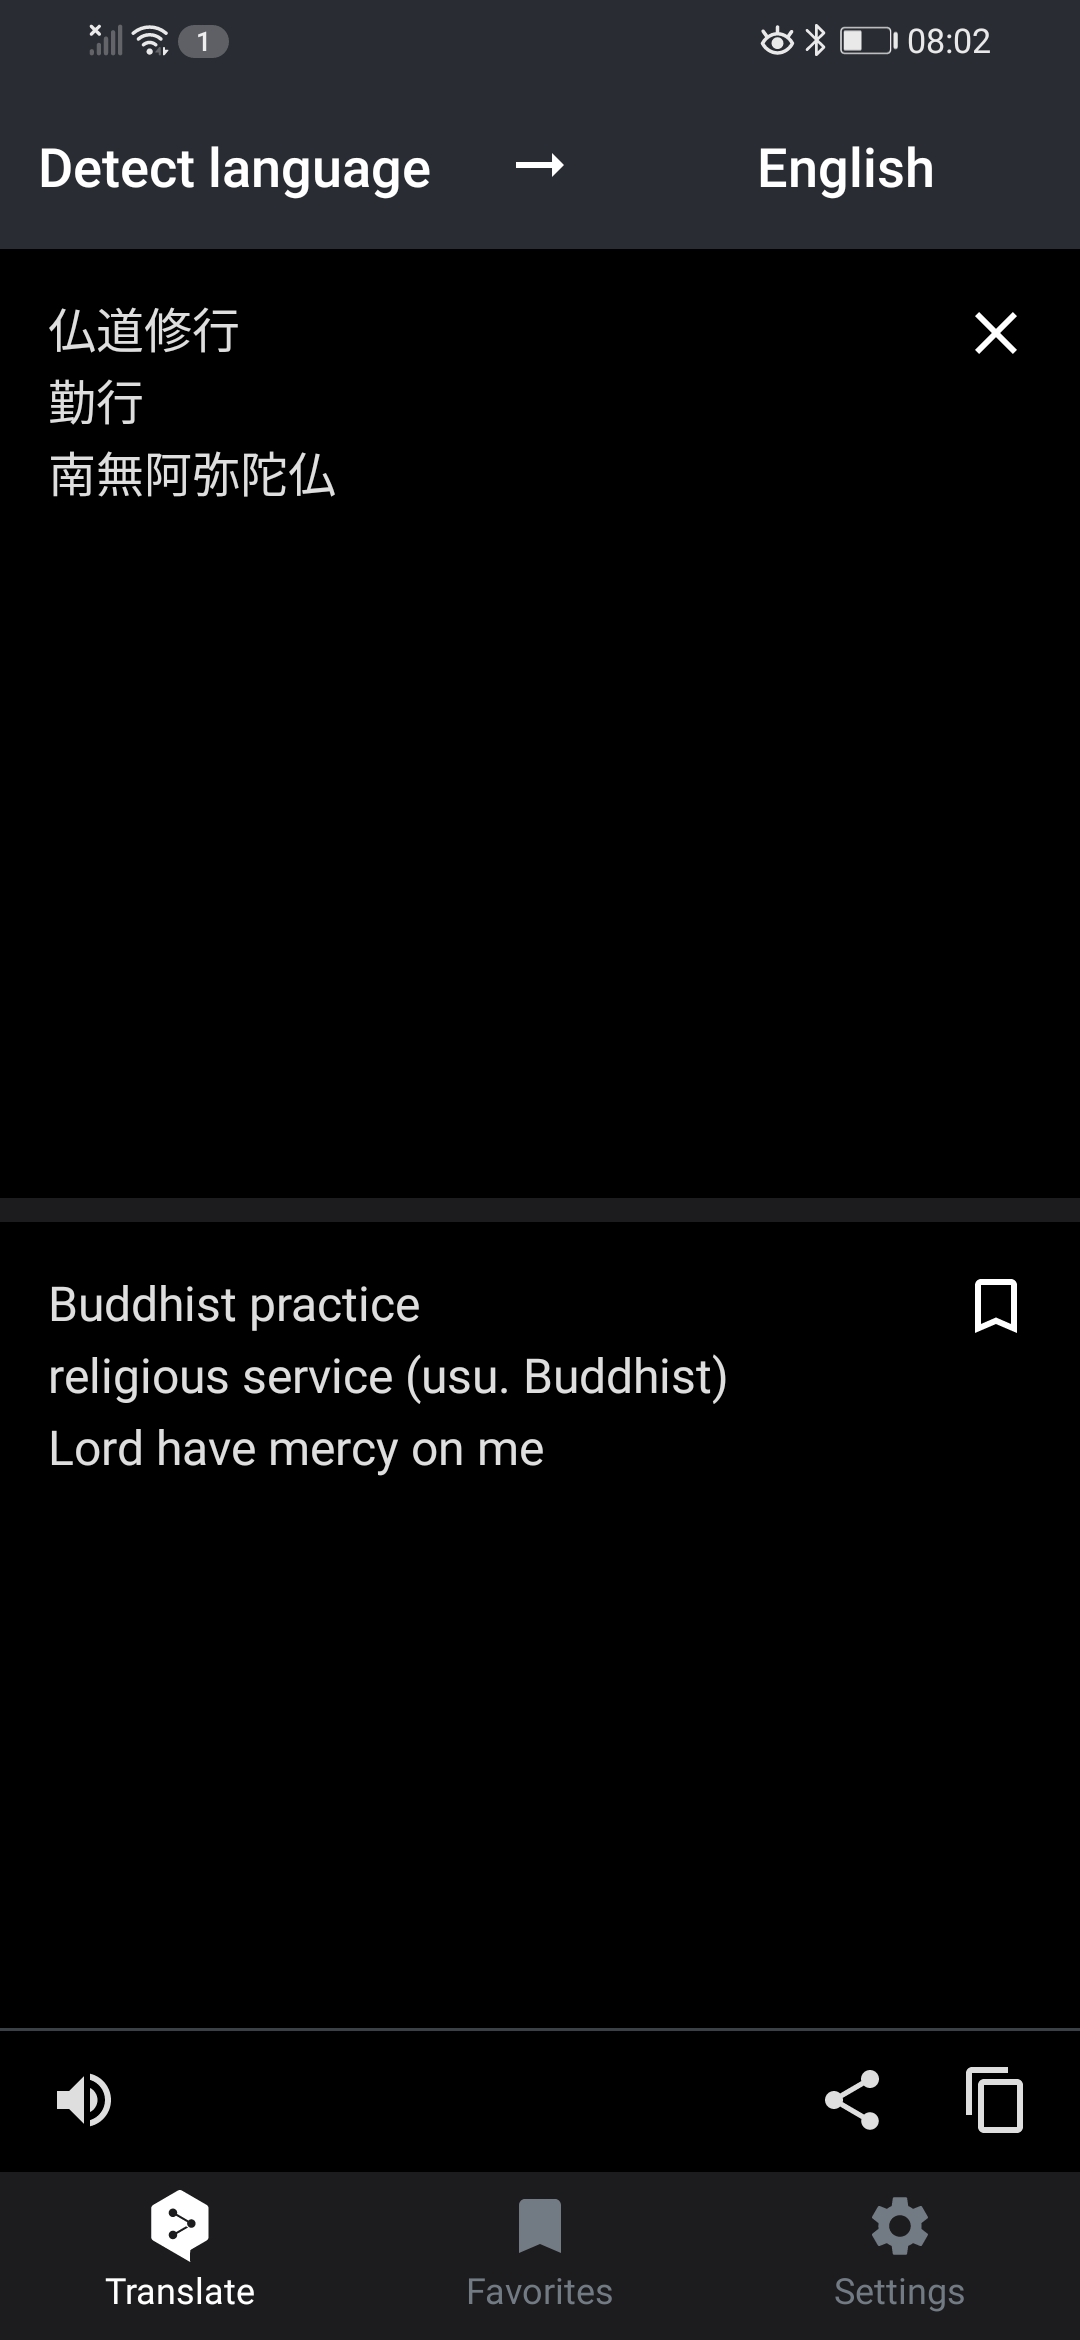 1
08:02
Detect language → English
仏道修行
勤行
南無阿弥陀仏
Buddhist practice
religious service (usu. Buddhist)
Lord have mercy on me
Translate
Favorites
Settings